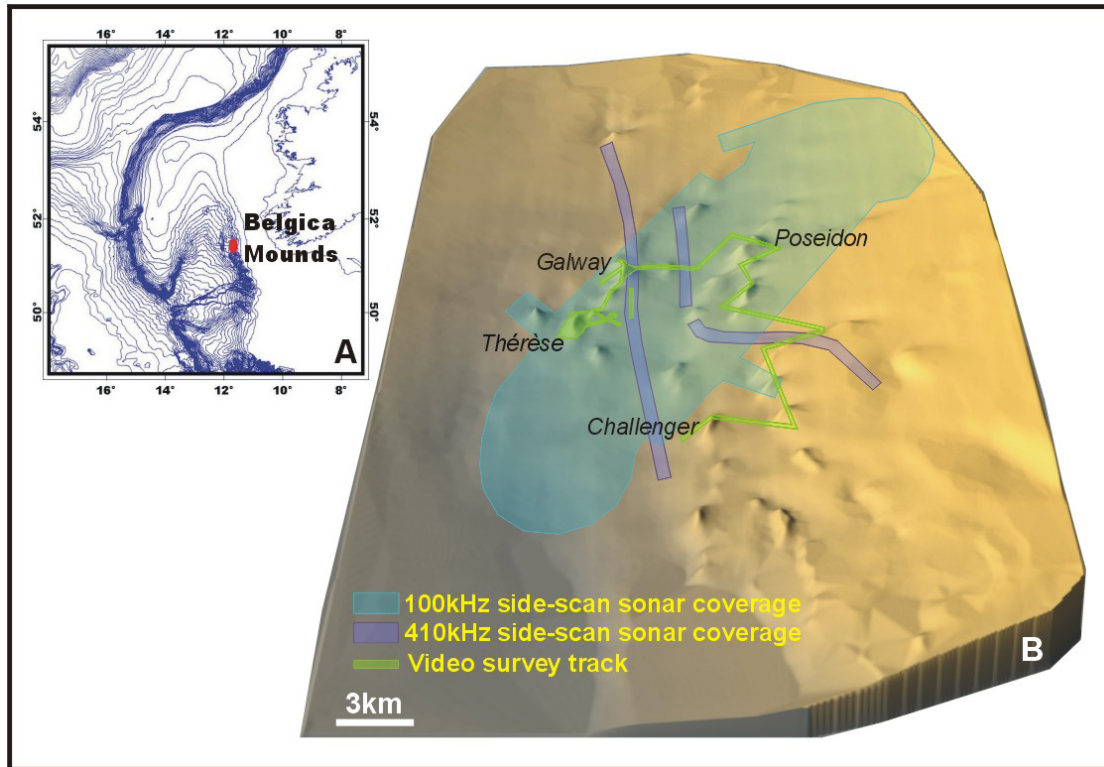 14° 12° 10° 8°
54° 54°
52° 52°
Belgica
Mounds
50° 50°
A
16° 14° 12° 10° 8°
Poseidon
Galway
Thérèse
Challenger
100kHz side-scan sonar coverage
410kHz side-scan sonar coverage
Video survey track
B
3km